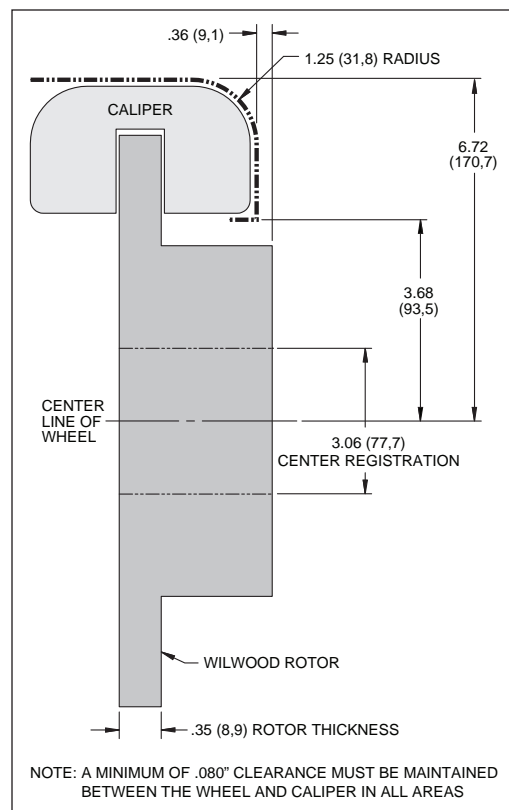 .36 (9,1)
1.25 (31,8) RADIUS
CALIPER
6.72
(170,7)
3.68
(93,5)
CENTER
LINE OF
WHEEL
3.06 (77,7)
CENTER REGISTRATION
WILWOOD ROTOR
.35 (8,9) ROTOR THICKNESS
NOTE: A MINIMUM OF .080" CLEARANCE MUST BE MAINTAINED
BETWEEN THE WHEEL AND CALIPER IN ALL AREAS